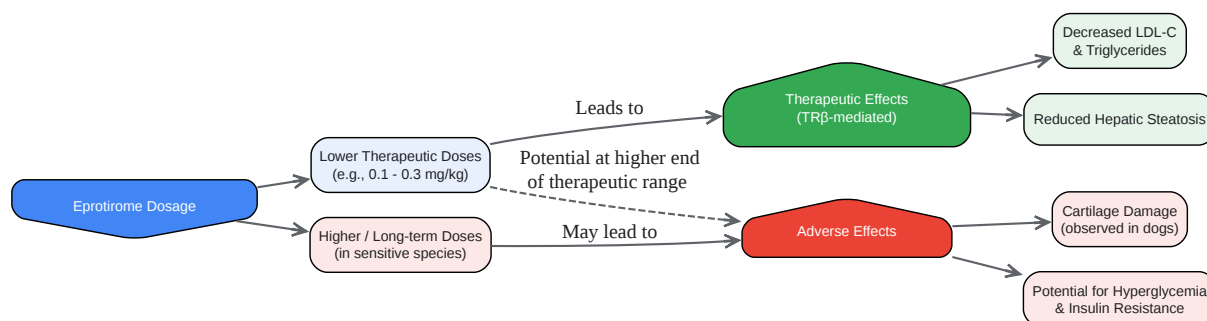 Decreased LDL-C
& Triglycerides
Therapeutic Effects
(TRβ-mediated)
Leads to
Reduced Hepatic Steatosis
Lower Therapeutic Doses
(e.g., 0.1 - 0.3 mg/kg)
Potential at higher end
of therapeutic range
Eprotirome Dosage
Higher / Long-term Doses
(in sensitive species)
May lead to
Adverse Effects
Cartilage Damage
(observed in dogs)
Potential for Hyperglycemia
& Insulin Resistance